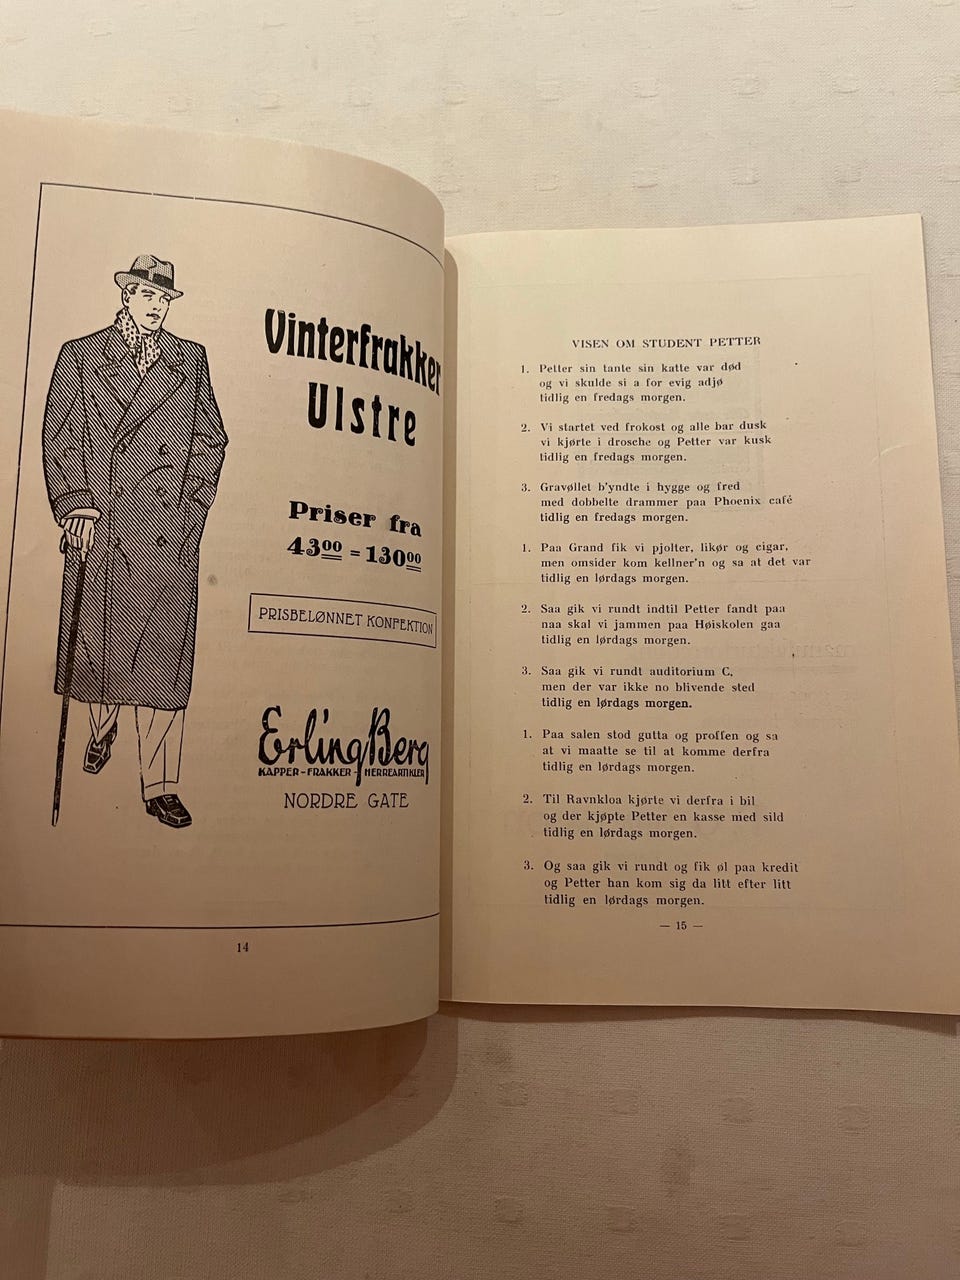 Vinterfrakker
Ulstre
Priser fra
43⁰⁰ = 130⁰⁰
PRISBELØNNET KONFEKTION
Erling Berg
KAPPER - FRAKKER - HERREARTIKLER
NORDRE GATE
14
VISEN OM STUDENT PETTER
1. Petter sin tante sin katte var død
og vi skulde si a for evig adjø
tidlig en fredags morgen.
2. Vi startet ved frokost og alle bar dusk
vi kjørte i drosche og Petter var kusk
tidlig en fredags morgen.
3. Gravøllet b'yndte i hygge og fred
med dobbelte drammer paa Phoenix café
tidlig en fredags morgen.
1. Paa Grand fik vi pjolter, likør og cigar,
men omsider kom kellner'n og sa at det var
tidlig en lørdags morgen.
2. Saa gik vi rundt indtil Petter fandt paa
naa skal vi jammen paa Høiskolen gaa
tidlig en lørdags morgen.
3. Saa gik vi rundt auditorium C,
men der var ikke no blivende sted
tidlig en lørdags morgen.
1. Paa salen stod gutta og proffen og sa
at vi maatte se til at komme derfra
tidlig en lørdags morgen.
2. Til Ravnkloa kjørte vi derfra i bil
og der kjøpte Petter en kasse med sild
tidlig en lørdags morgen.
3. Og saa gik vi rundt og fik øl paa kredit
og Petter han kom sig da litt efter litt
tidlig en lørdags morgen.
— 15 —